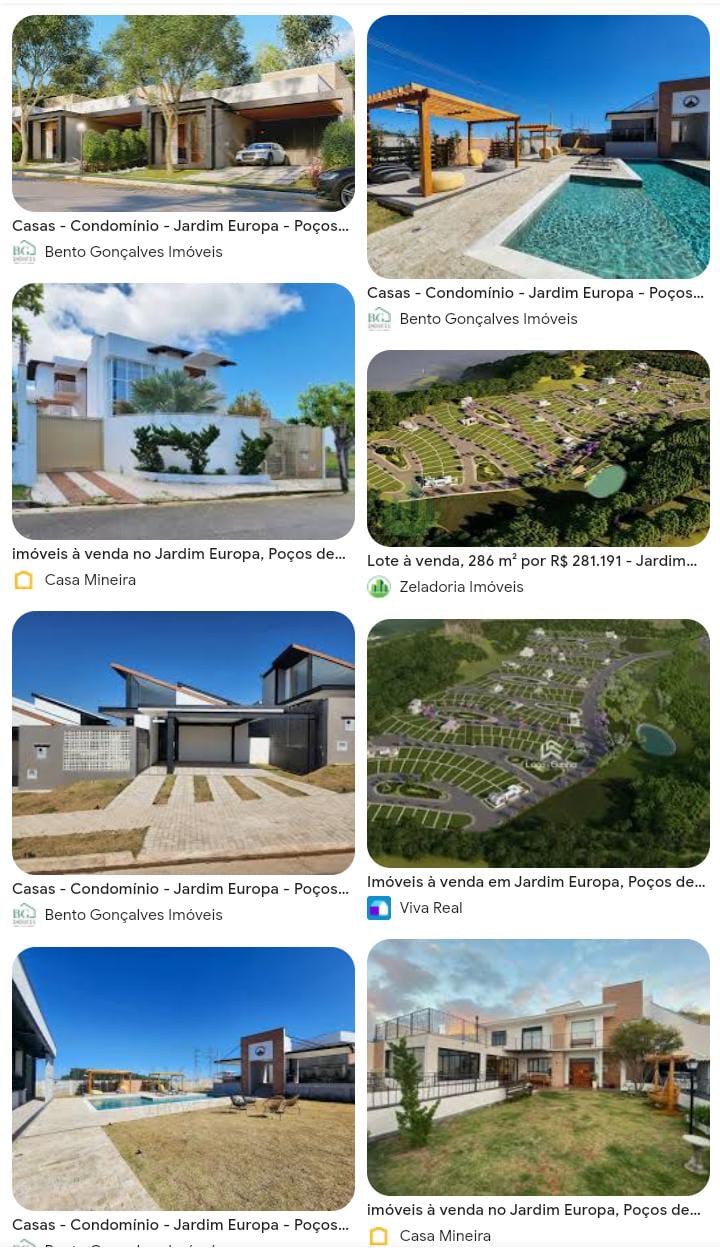 Casas - Condomínio - Jardim Europa - Poços...
Bento Gonçalves Imóveis
Casas - Condomínio - Jardim Europa - Poços...
Bento Gonçalves Imóveis
imóveis à venda no Jardim Europa, Poços de...
Casa Mineira
Lote à venda, 286 m² por R$ 281.191 - Jardim...
Zeladoria Imóveis
Casas - Condomínio - Jardim Europa - Poços...
Bento Gonçalves Imóveis
Imóveis à venda em Jardim Europa, Poços de...
Viva Real
Casas - Condomínio - Jardim Europa - Poços...
imóveis à venda no Jardim Europa, Poços de...
Casa Mineira